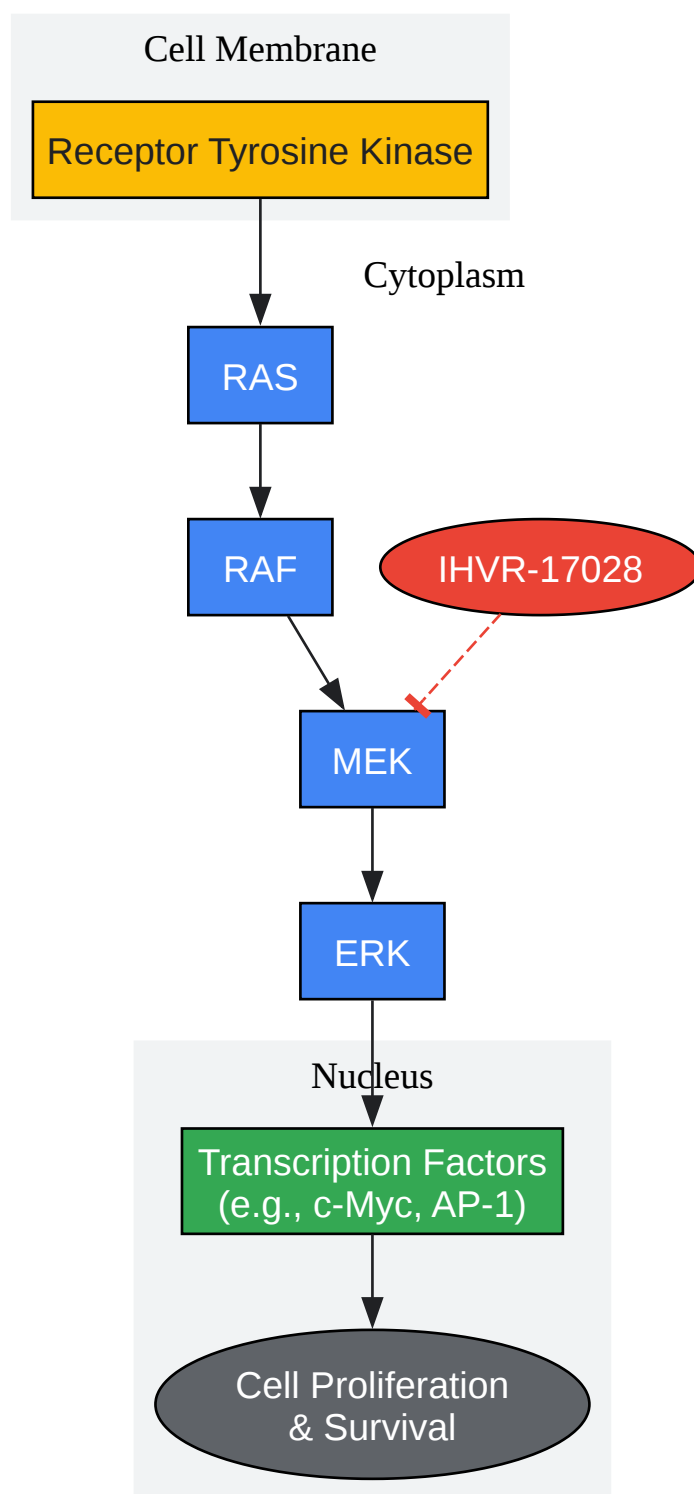 Cell Membrane
Receptor Tyrosine Kinase
Cytoplasm
RAS
RAF
IHVR-17028
MEK
ERK
Nucleus
Transcription Factors
(e.g., c-Myc, AP-1)
Cell Proliferation
& Survival